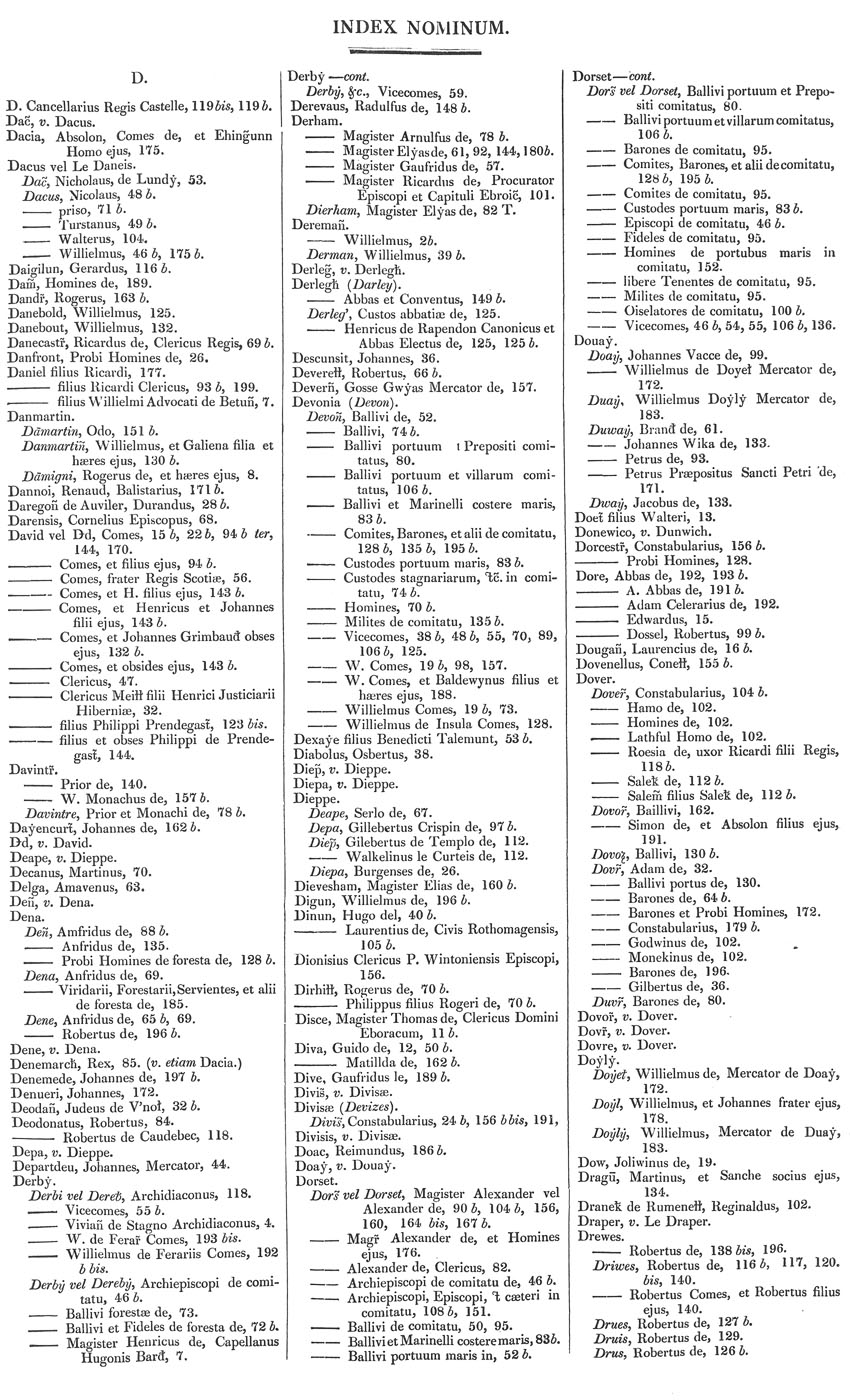 INDEX NOMINUM.
D.
D. Cancellarius Regis Castelle, 119 bis, 119 b.
Dac̃, v. Dacus.
Dacia, Absolon, Comes de, et Ehing̃unn
Homo ejus, 175.
Dacus vel Le Daneis.
Dac̃, Nicholaus, de Lundẏ, 53.
Dacus, Nicolaus, 48 b.
—— priso, 71 b.
—— Turstanus, 49 b.
—— Walterus, 104.
—— Willielmus, 46 b, 175 b.
Daigilun, Gerardus, 116 b.
Dam̃, Homines de, 189.
Dandr̃, Rogerus, 163 b.
Danebold, Willielmus, 125.
Danebout, Willielmus, 132.
Danecastr̃, Ricardus de, Clericus Regis, 69 b.
Danfront, Probi Homines de, 26.
Daniel filius Ricardi, 177.
—— filius Ricardi Clericus, 93 b, 199.
—— filius Willielmi Advocati de Betuñ, 7.
Danmartin.
Dãmartin, Odo, 151 b.
Danmartiñ, Willielmus, et Galiena filia et
hæres ejus, 130 b.
Dãmigni, Rogerus de, et hæres ejus, 8.
Dannoi, Renaud, Balistarius, 171 b.
Daregoñ de Auviler, Durandus, 28 b.
Darensis, Cornelius Episcopus, 68.
David vel Dd̃, Comes, 15 b, 22 b, 94 b ter,
144, 170.
—— Comes, et filius ejus, 94 b.
—— Comes, frater Regis Scotiæ, 56.
—— Comes, et H. filius ejus, 143 b.
—— Comes, et Henricus et Johannes
filii ejus, 143 b.
—— Comes, et Johannes Grimbaud̃ obses
ejus, 132 b.
—— Comes, et obsides ejus, 143 b.
—— Clericus, 47.
—— Clericus Meitt̃ filii Henrici Justiciarii
Hiberniæ, 32.
—— filius Philippi Prendegast̃, 123 bis.
—— filius et obses Philippi de Prende-
gast̃, 144.
Davintr̃.
—— Prior de, 140.
—— W. Monachus de, 157 b.
Davintre, Prior et Monachi de, 78 b.
Daẏencurt̃, Johannes de, 162 b.
Dd̃, v. David.
Deape, v. Dieppe.
Decanus, Martinus, 70.
Delga, Amavenus, 63.
Deñ, v. Dena.
Dena.
Deñ, Amfridus de, 88 b.
—— Anfridus de, 135.
—— Probi Homines de foresta de, 128 b.
Dena, Anfridus de, 69.
—— Viridarii, Forestarii, Servientes, et alii
de foresta de, 185.
Dene, Anfridus de, 65 b, 69.
—— Robertus de, 196 b.
Dene, v. Dena.
Denemarch̃, Rex, 85. (v. etiam Dacia.)
Denemede, Johannes de, 197 b.
Denueri, Johannes, 172.
Deodañ, Judeus de V'not̃, 32 b.
Deodonatus, Robertus, 84.
—— Robertus de Caudebec, 118.
Depa, v. Dieppe.
Departdeu, Johannes, Mercator, 44.
Derbẏ.
Derbi vel Dereb̃, Archidiaconus, 118.
—— Vicecomes, 55 b.
—— Viviañ de Stagno Archidiaconus, 4.
—— W. de Ferar̃ Comes, 193 bis.
—— Willielmus de Ferariis Comes, 192
b bis.
Derbẏ vel Derebẏ, Archiepiscopi de comi-
tatu, 46 b.
—— Ballivi forestæ de, 73.
—— Ballivi et Fideles de foresta de, 72 b.
—— Magister Henricus de, Capellanus
Hugonis Bard̃, 7.
Derbẏ—cont.
Derbẏ, &c., Vicecomes, 59.
Derevaus, Radulfus de, 148 b.
Derham.
—— Magister Arnulfus de, 78 b.
—— Magister Elẏas de, 61, 92, 144, 180 b.
—— Magister Gaufridus de, 57.
—— Magister Ricardus de, Procurator
Episcopi et Capituli Ebroic̃, 101.
Dierham, Magister Elẏas de, 82 T.
Deremañ.
—— Willielmus, 2 b.
Derman, Willielmus, 39 b.
Derleg̃, v. Derlegh̃.
Derlegh̃ (Darley).
—— Abbas et Conventus, 149 b.
Derleg', Custos abbatiæ de, 125.
—— Henricus de Rapendon Canonicus et
Abbas Electus de, 125, 125 b.
Descunsit, Johannes, 36.
Deverett̃, Robertus, 66 b.
Deverñ, Gosse Gwẏas Mercator de, 157.
Devonia (Devon).
Devoñ, Ballivi de, 52.
—— Ballivi, 74 b.
—— Ballivi portuum t Prepositi comi-
tatus, 80.
—— Ballivi portuum et villarum comi-
tatus, 106 b.
—— Ballivi et Marinelli costere maris,
83 b.
—— Comites, Barones, et alii de comitatu,
128 b, 135 b, 195 b.
—— Custodes portuum maris, 83 b.
—— Custodes stagnariarum, ⁊c̃. in comi-
tatu, 74 b.
—— Homines, 70 b.
—— Milites de comitatu, 135 b.
—— Vicecomes, 38 b, 48 b, 55, 70, 89,
106 b, 125.
—— W. Comes, 19 b, 98, 157.
—— W. Comes, et Baldewynus filius et
hæres ejus, 188.
—— Willielmus Comes, 19 b, 73.
—— Willielmus de Insula Comes, 128.
Dexaẏe filius Benedicti Talemunt, 53 b.
Diabolus, Osbertus, 38.
Diep̃, v. Dieppe.
Diepa, v. Dieppe.
Dieppe.
Deape, Serlo de, 67.
Depa, Gillebertus Crispin de, 97 b.
Diep̃, Gilebertus de Templo de, 112.
—— Walkelinus le Curteis de, 112.
Diepa, Burgenses de, 26.
Dievesham, Magister Elias de, 160 b.
Digun, Willielmus de, 196 b.
Dinun, Hugo del, 40 b.
—— Laurentius de, Civis Rothomagensis,
105 b.
Dionisius Clericus P. Wintoniensis Episcopi,
156.
Dirhitt̃, Rogerus de, 70 b.
—— Philippus filius Rogeri de, 70 b.
Disce, Magister Thomas de, Clericus Domini
Eboracum, 11 b.
Diva, Guido de, 12, 50 b.
—— Matillda de, 162 b.
Dive, Gaufridus le, 189 b.
Divis̃, v. Divisæ.
Divisæ (Devizes).
Divis̃, Constabularius, 24 b, 156 b bis, 191,
Divisis, v. Divisæ.
Doac, Reimundus, 186 b.
Doaẏ, v. Douaẏ.
Dorset.
Dors̃ vel Dorset, Magister Alexander vel
Alexander de, 90 b, 104 b, 156,
160, 164 bis, 167 b.
—— Magr̃ Alexander de, et Homines
ejus, 176.
—— Alexander de, Clericus, 82.
—— Archiepiscopi de comitatu de, 46 b.
—— Archiepiscopi, Episcopi, ⁊ cæteri in
comitatu, 108 b, 151.
—— Ballivi de comitatu, 50, 95.
—— Ballivi et Marinelli costere maris, 83 b.
—— Ballivi portuum maris in, 52 b.
Dorset—cont.
Dors̃ vel Dorset, Ballivi portuum et Prepo-
siti comitatus, 80.
—— Ballivi portuum et villarum comitatus,
106 b.
—— Barones de comitatu, 95.
—— Comites, Barones, et alii de comitatu,
128 b, 195 b.
—— Comites de comitatu, 95.
—— Custodes portuum maris, 83 b.
—— Episcopi de comitatu, 46 b.
—— Fideles de comitatu, 95.
—— Homines de portubus maris in
comitatu, 152.
—— libere Tenentes de comitatu, 95.
—— Milites de comitatu, 95.
—— Oiselatores de comitatu, 100 b.
—— Vicecomes, 46 b, 54, 55, 106 b, 136.
Douaẏ.
Doaẏ, Johannes Vacce de, 99.
—— Willielmus de Doyet̃ Mercator de,
172.
Duaẏ, Willielmus Doẏlẏ Mercator de,
183.
Duwaẏ, Brand̃ de, 61.
—— Johannes Wika de, 133.
—— Petrus de, 93.
—— Petrus Præpositus Sancti Petri de,
171.
Dwaẏ, Jacobus de, 133.
Doet̃ filius Walteri, 13.
Donewico, v. Dunwich.
Dorcestr̃, Constabularius, 156 b.
—— Probi Homines, 128.
Dore, Abbas de, 192, 193 b.
—— A. Abbas de, 191 b.
—— Adam Celerarius de, 192.
—— Edwardus, 15.
—— Dossel, Robertus, 99 b.
Dougañ, Laurencius de, 16 b.
Dovenellus, Conett̃, 155 b.
Dover.
Dover̃, Constabularius, 104 b.
—— Hamo de, 102.
—— Homines de, 102.
—— Lathful Homo de, 102.
—— Roesia de, uxor Ricardi filii Regis,
118 b.
—— Salek̃ de, 112 b.
—— Salem̃ filius Salek̃ de, 112 b.
Dovor̃, Baillivi, 162.
—— Simon de, et Absolon filius ejus,
191.
Dovoꝝ, Ballivi, 130 b.
Dovr̃, Adam de, 32.
—— Ballivi portus de, 130.
—— Barones de, 64 b.
—— Barones et Probi Homines, 172.
—— Constabularius, 179 b.
—— Godwinus de, 102.
—— Monekinus de, 102.
—— Barones de, 196.
—— Gilbertus de, 36.
Duvr̃, Barones de, 80.
Dovor̃, v. Dover.
Dovr̃, v. Dover.
Dovre, v. Dover.
Doẏlẏ.
Doẏet̃, Willielmus de, Mercator de Doaẏ,
172.
Doẏl, Willielmus, et Johannes frater ejus,
178.
Doẏlẏ, Willielmus, Mercator de Duaẏ,
183.
Dow, Joliwinus de, 19.
Dragũ, Martinus, et Sanche socius ejus,
134.
Dranek̃ de Rumenett̃, Reginaldus, 102.
Draper, v. Le Draper.
Drewes.
—— Robertus de, 138 bis, 196.
Driwes, Robertus de, 116 b, 117, 120.
bis, 140.
—— Robertus Comes, et Robertus filius
ejus, 140.
Drues, Robertus de, 127 b.
Druis, Robertus de, 129.
Drus, Robertus de, 126 b.